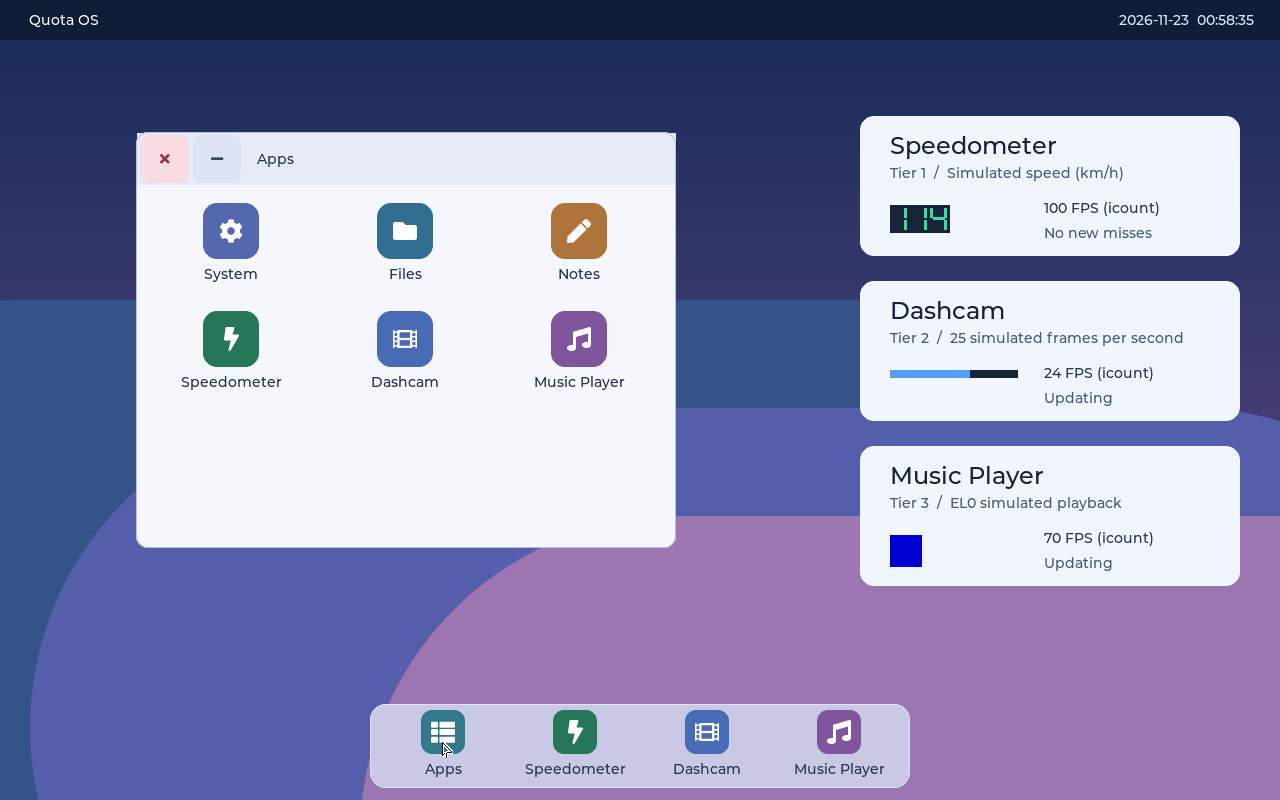 Quota OS
2026-11-23 00:58:35
Apps
System
Files
Notes
Speedometer
Dashcam
Music Player
Speedometer
Tier 1 / Simulated speed (km/h)
114
100 FPS (icount)
No new misses
Dashcam
Tier 2 / 25 simulated frames per second
24 FPS (icount)
Updating
Music Player
Tier 3 / EL0 simulated playback
70 FPS (icount)
Updating
Apps
Speedometer
Dashcam
Music Player